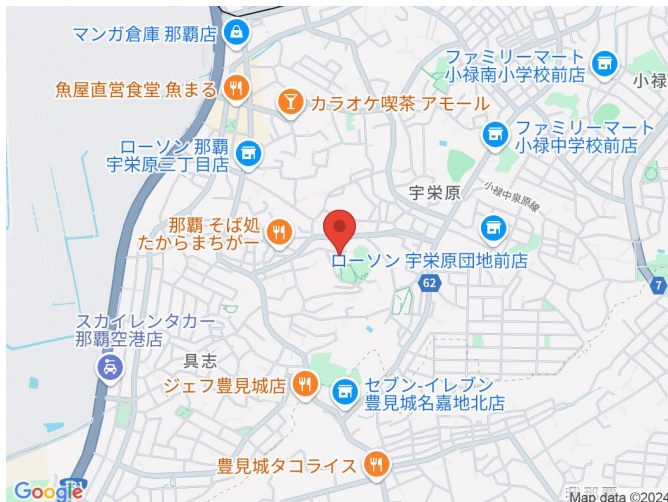 マンガ倉庫 那覇店
ファミリーマート
小禄南小学校前店
小禄
魚屋直営食堂 魚まる
カラオケ喫茶 アモール
ファミリーマート
小禄中学校前店
ローソン 那覇
宇栄原三丁目店
宇栄原
小禄中泉原線
那覇 そば処
たからまちがー
ローソン 宇栄原団地前店
62
7
スカイレンタカー
那覇空港店
具志
ジェフ豊見城店
セブン-イレブン
豊見城名嘉地北店
豊見城タコライス
Google
Map data ©2024